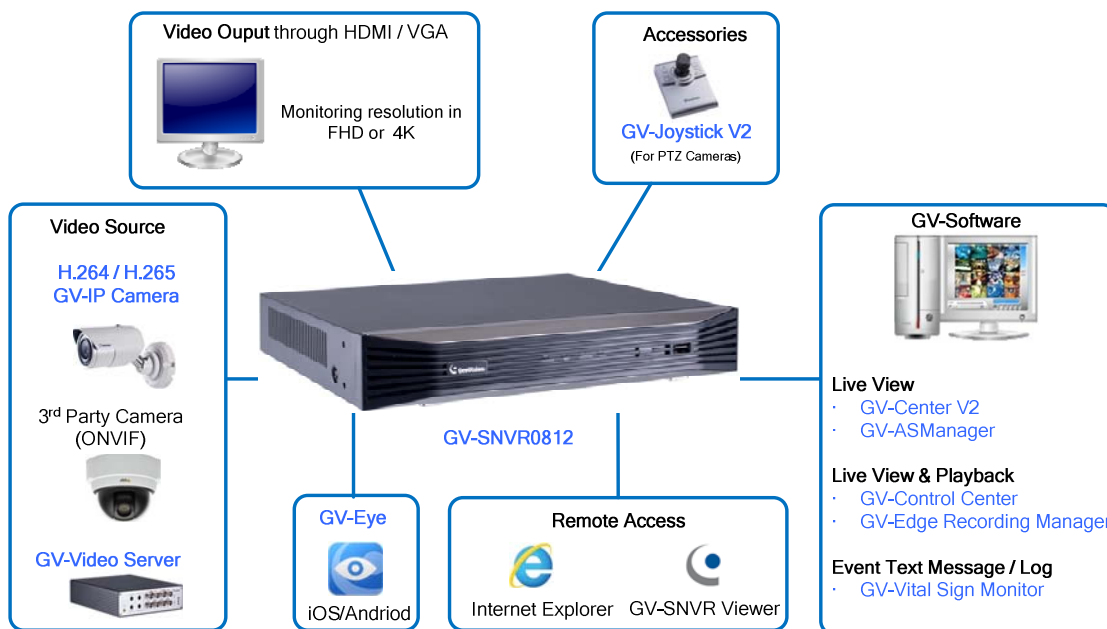 Video Ouput through HDMI / VGA
Monitoring resolution in
FHD or 4K
Accessories
GV-Joystick V2
(For PTZ Cameras)
Video Source
H.264 / H.265
GV-IP Camera
3rd Party Camera
(ONVIF)
GV-Video Server
GeoVision
GV-SNVR0812
GV-Eye
iOS/Andriod
Remote Access
Internet Explorer
GV-SNVR Viewer
GV-Software
Live View
· GV-Center V2
· GV-ASManager
Live View & Playback
· GV-Control Center
· GV-Edge Recording Manager
Event Text Message / Log
· GV-Vital Sign Monitor